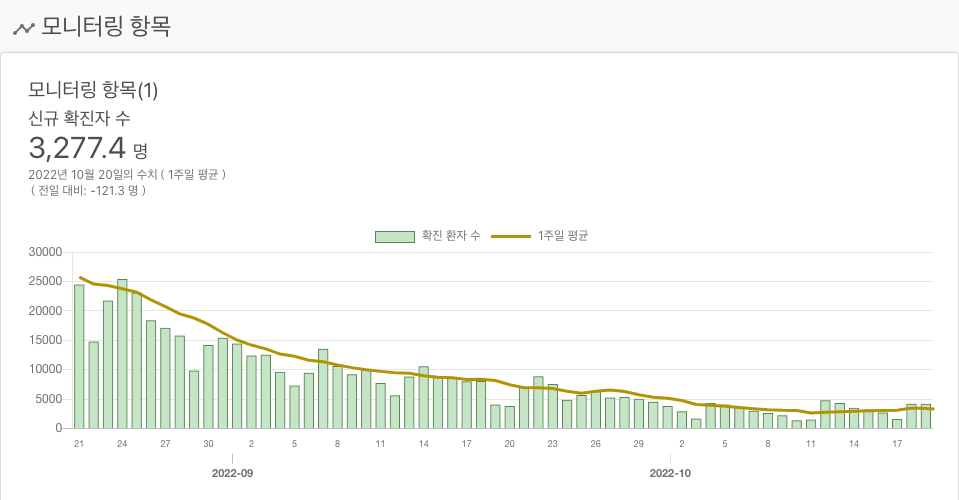 모니터링 항목
모니터링 항목(1)
신규 확진자 수
3,277.4 명
2022년 10월 20일의 수치 ( 1주일 평균 )
( 전일 대비: -121.3 명 )
확진 환자 수 1주일 평균
30000
25000
20000
15000
10000
5000
0
21 24 27 30 2 5 8 11 14 17 20 23 26 29 2 5 8 11 14 17
2022-09 2022-10